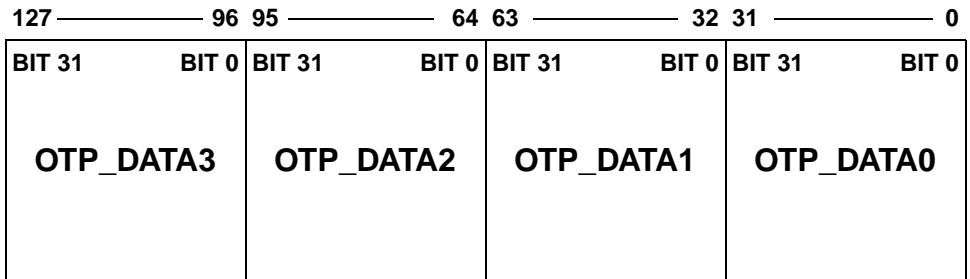 127 96 95 64 63 32 31 0
BIT 31 BIT 0 BIT 31 BIT 0 BIT 31 BIT 0 BIT 31 BIT 0
OTP_DATA3 OTP_DATA2 OTP_DATA1 OTP_DATA0